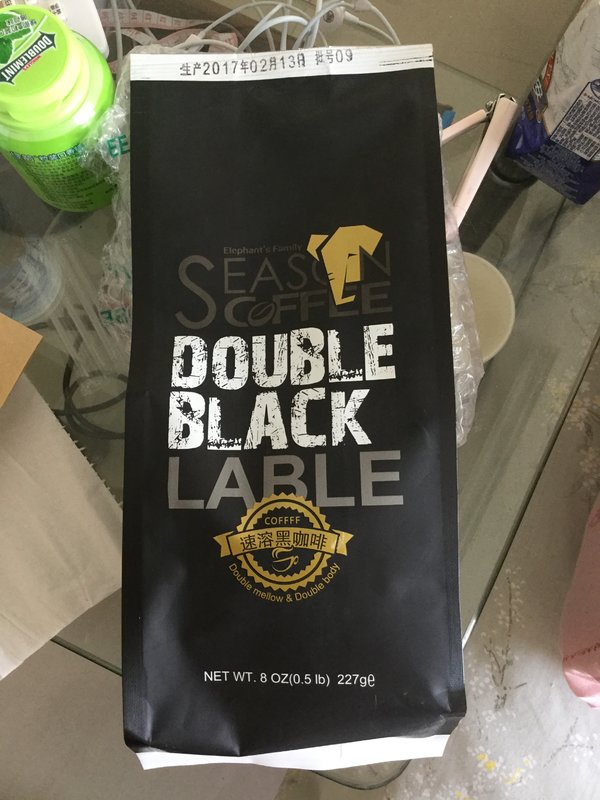 生产2017年02月13日 批号09
Elephant's Family
SEASON
COFFEE
DOUBLE
BLACK
LABLE
COFFFF
速溶黑咖啡
Double mellow & Double body
NET WT. 8 OZ(0.5 lb) 227g℮
DOUBLEMINT